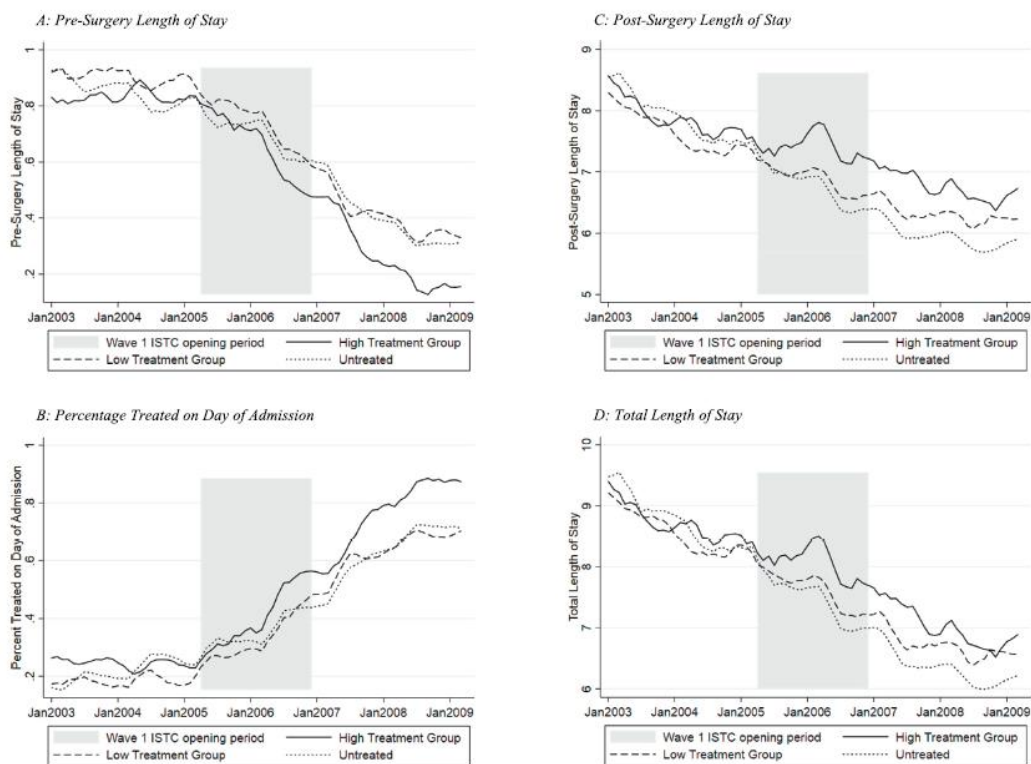 A: Pre-Surgery Length of Stay
Pre-Surgery Length of Stay
1
.8
.6
.4
.2
Jan2003 Jan2004 Jan2005 Jan2006 Jan2007 Jan2008 Jan2009
Wave 1 ISTC opening period High Treatment Group
Low Treatment Group Untreated
C: Post-Surgery Length of Stay
Post-Surgery Length of Stay
9
8
7
6
5
Jan2003 Jan2004 Jan2005 Jan2006 Jan2007 Jan2008 Jan2009
Wave 1 ISTC opening period High Treatment Group
Low Treatment Group Untreated
B: Percentage Treated on Day of Admission
Percent Treated on Day of Admission
1
.8
.6
.4
.2
Jan2003 Jan2004 Jan2005 Jan2006 Jan2007 Jan2008 Jan2009
Wave 1 ISTC opening period High Treatment Group
Low Treatment Group Untreated
D: Total Length of Stay
Total Length of Stay
10
9
8
7
6
Jan2003 Jan2004 Jan2005 Jan2006 Jan2007 Jan2008 Jan2009
Wave 1 ISTC opening period High Treatment Group
Low Treatment Group Untreated